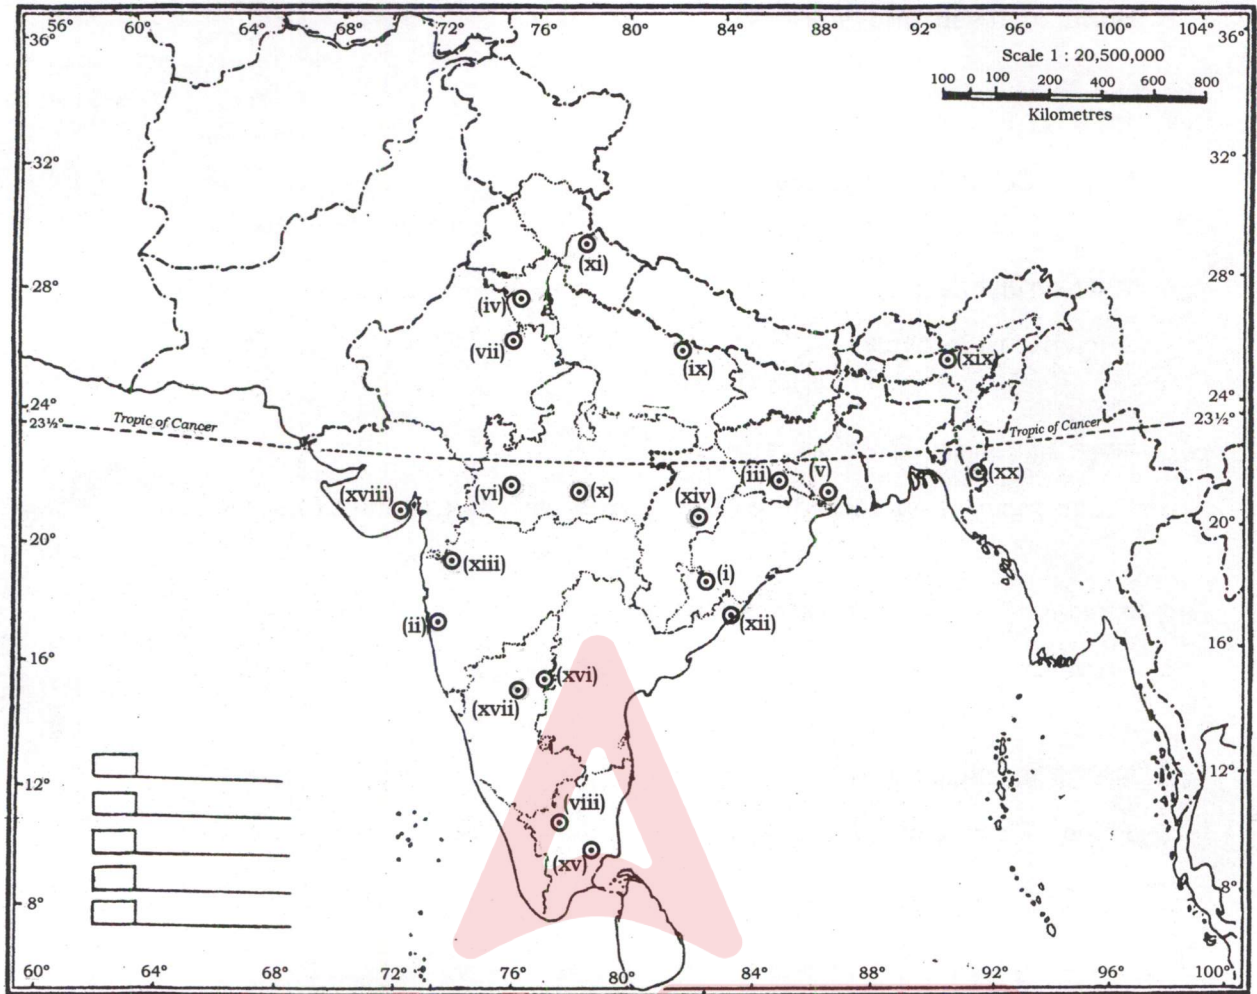 56° 60° 64° 68° 72° 76° 80° 84° 88° 92° 96° 100° 104°
36° 36°
Scale 1 : 20,500,000
100 0 100 200 400 600 800
Kilometres
32° 32°
(xi)
28° 28°
(iv)
(vii)
(ix)
(xix)
24° 24°
23½° Tropic of Cancer Tropic of Cancer 23½°
(xviii) (vi) (x) (xiv) (iii) (v) (xx)
20° 20°
(xiii)
(i)
(ii) (xii)
16° 16°
(xvi)
(xvii)
12° 12°
(viii)
(xv)
8° 8°
60° 64° 68° 72° 76° 80° 84° 88° 92° 96° 100°